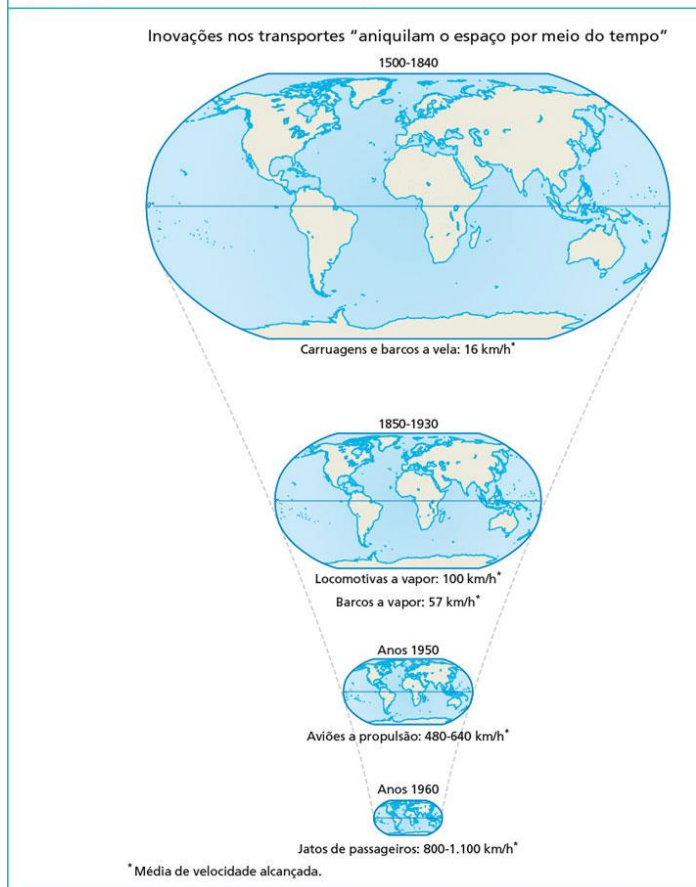 Inovações nos transportes “aniquilam o espaço por meio do tempo”
1500-1840
0°
Carruagens e barcos a vela: 16 km/h*
1850-1930
Locomotivas a vapor: 100 km/h*
Barcos a vapor: 57 km/h*
Anos 1950
Aviões a propulsão: 480-640 km/h*
Anos 1960
Jatos de passageiros: 800-1.100 km/h*
* Média de velocidade alcançada.